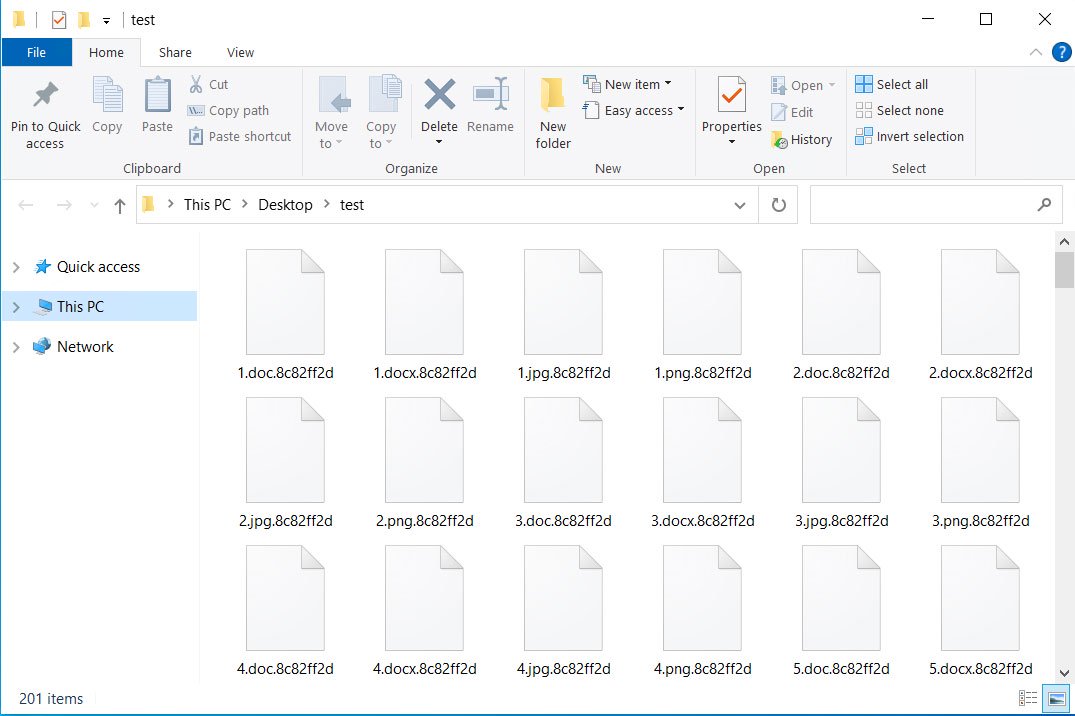 test
File Home Share View
?
Pin to Quick access
Copy
Paste
Cut
Copy path
Paste shortcut
Clipboard
Move to
Copy to
Delete
Rename
Organize
New folder
New item
Easy access
New
Properties
Open
Edit
History
Open
Select all
Select none
Invert selection
Select
This PC > Desktop > test
Quick access
This PC
Network
1.doc.8c82ff2d 1.docx.8c82ff2d 1.jpg.8c82ff2d 1.png.8c82ff2d 2.doc.8c82ff2d 2.docx.8c82ff2d
2.jpg.8c82ff2d 2.png.8c82ff2d 3.doc.8c82ff2d 3.docx.8c82ff2d 3.jpg.8c82ff2d 3.png.8c82ff2d
4.doc.8c82ff2d 4.docx.8c82ff2d 4.jpg.8c82ff2d 4.png.8c82ff2d 5.doc.8c82ff2d 5.docx.8c82ff2d
201 items